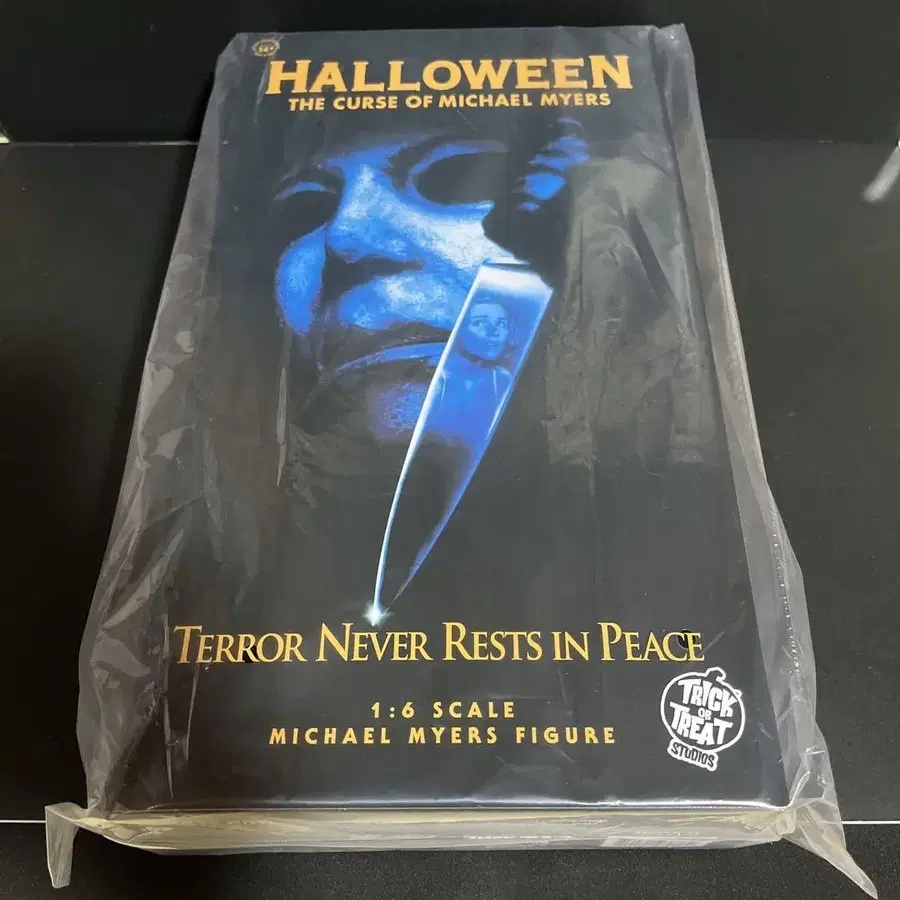 14+
HALLOWEEN
THE CURSE OF MICHAEL MYERS
TERROR NEVER RESTS IN PEACE
1:6 SCALE
MICHAEL MYERS FIGURE
TRICK
OR
TREAT
STUDIOS